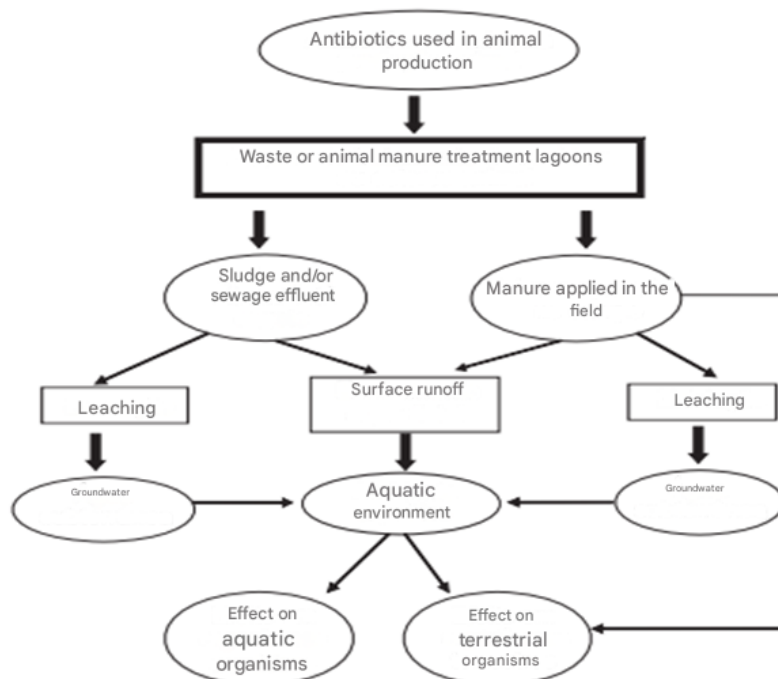 Antibiotics used in animal
production
Waste or animal manure treatment lagoons
Sludge and/or
sewage effluent
Manure applied in the
field
Leaching
Surface runoff
Leaching
Groundwater
Aquatic
environment
Groundwater
Effect on
aquatic
organisms
Effect on
terrestrial
organisms